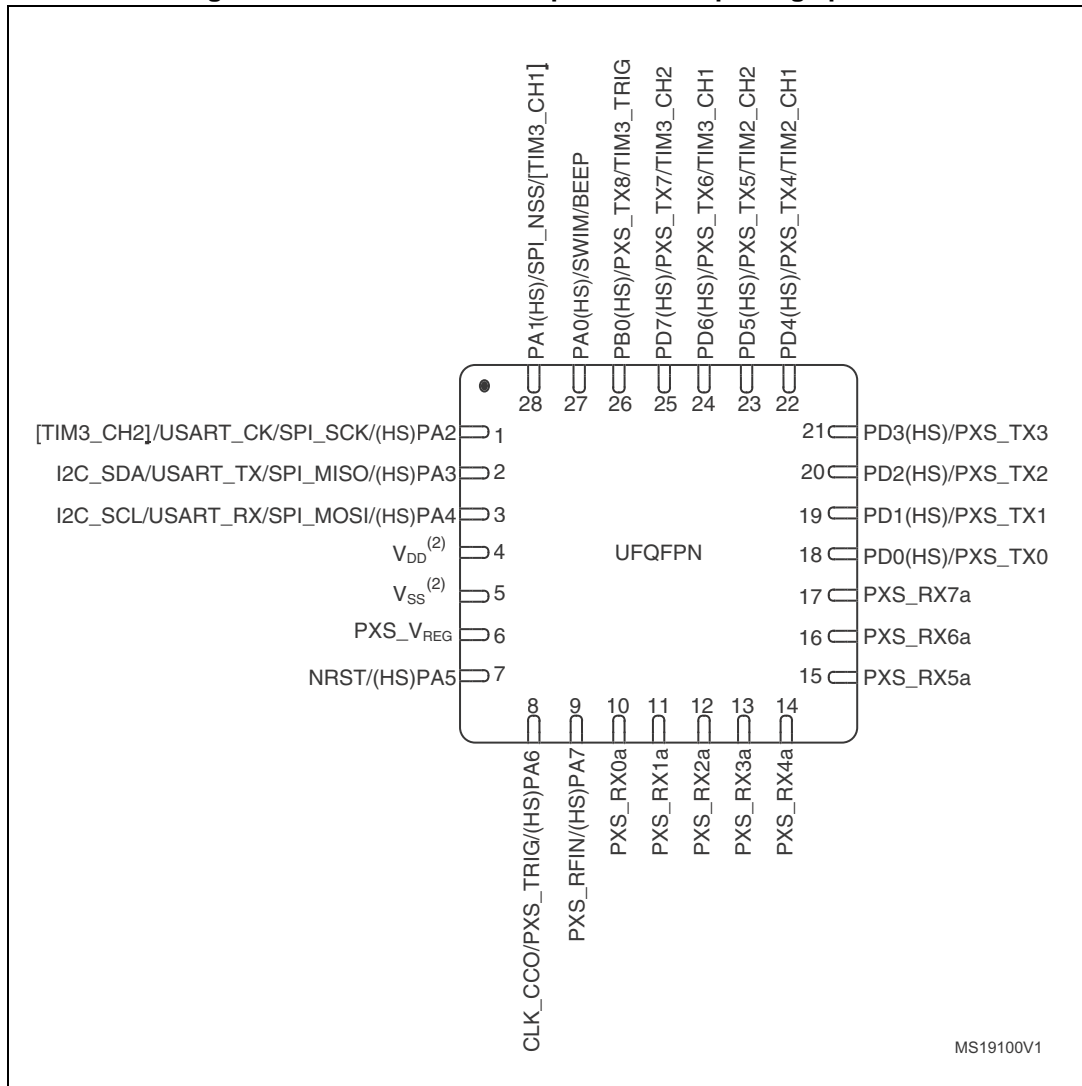 PA1(HS)/SPI_NSS/[TIM3_CH1]
PA0(HS)/SWIM/BEEP
PB0(HS)/PXS_TX8/TIM3_TRIG
PD7(HS)/PXS_TX7/TIM3_CH2
PD6(HS)/PXS_TX6/TIM3_CH1
PD5(HS)/PXS_TX5/TIM2_CH2
PD4(HS)/PXS_TX4/TIM2_CH1
28 27 26 25 24 23 22
[TIM3_CH2]/USART_CK/SPI_SCK/(HS)PA2 1
I2C_SDA/USART_TX/SPI_MISO/(HS)PA3 2
I2C_SCL/USART_RX/SPI_MOSI/(HS)PA4 3
VDD(2) 4
VSS(2) 5
PXS_VREG 6
NRST/(HS)PA5 7
UFQFPN
21 PD3(HS)/PXS_TX3
20 PD2(HS)/PXS_TX2
19 PD1(HS)/PXS_TX1
18 PD0(HS)/PXS_TX0
17 PXS_RX7a
16 PXS_RX6a
15 PXS_RX5a
8 9 10 11 12 13 14
CLK_CCO/PXS_TRIG/(HS)PA6
PXS_RFIN/(HS)PA7
PXS_RX0a
PXS_RX1a
PXS_RX2a
PXS_RX3a
PXS_RX4a
MS19100V1